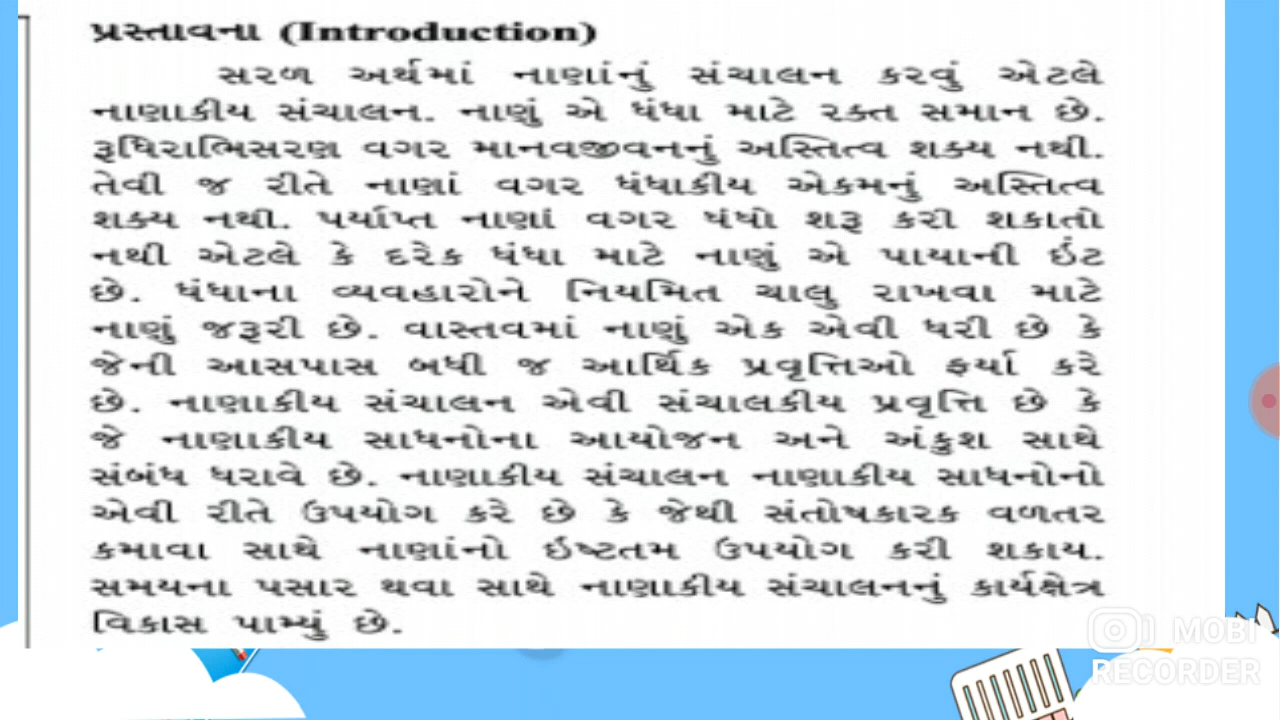 પ્રસ્તાવના (Introduction)
સરળ અર્થમાં નાણાંનું સંચાલન કરવું એટલે
નાણાકીય સંચાલન. નાણું એ ધંધા માટે રક્ત સમાન છે.
રૂધિરાભિસરણ વગર માનવજીવનનું અસ્તિત્વ શક્ય નથી.
તેવી જ રીતે નાણાં વગર ધંધાકીય એકમનું અસ્તિત્વ
શક્ય નથી. પર્યાપ્ત નાણાં વગર ધંધો શરૂ કરી શકાતો
નથી એટલે કે દરેક ધંધા માટે નાણું એ પાયાની ઇંટ
છે. ધંધાના વ્યવહારોને નિયમિત ચાલુ રાખવા માટે
નાણું જરૂરી છે. વાસ્તવમાં નાણું એક એવી ધરી છે કે
જેની આસપાસ બધી જ આર્થિક પ્રવૃત્તિઓ ફર્યા કરે
છે. નાણાકીય સંચાલન એવી સંચાલકીય પ્રવૃત્તિ છે કે
જે નાણાકીય સાધનોના આયોજન અને અંકુશ સાથે
સંબંધ ધરાવે છે. નાણાકીય સંચાલન નાણાકીય સાધનોનો
એવી રીતે ઉપયોગ કરે છે કે જેથી સંતોષકારક વળતર
કમાવા સાથે નાણાંનો ઇષ્ટતમ ઉપયોગ કરી શકાય.
સમયના પસાર થવા સાથે નાણાકીય સંચાલનનું કાર્યક્ષેત્ર
વિકાસ પામ્યું છે.
MOBI
RECORDER